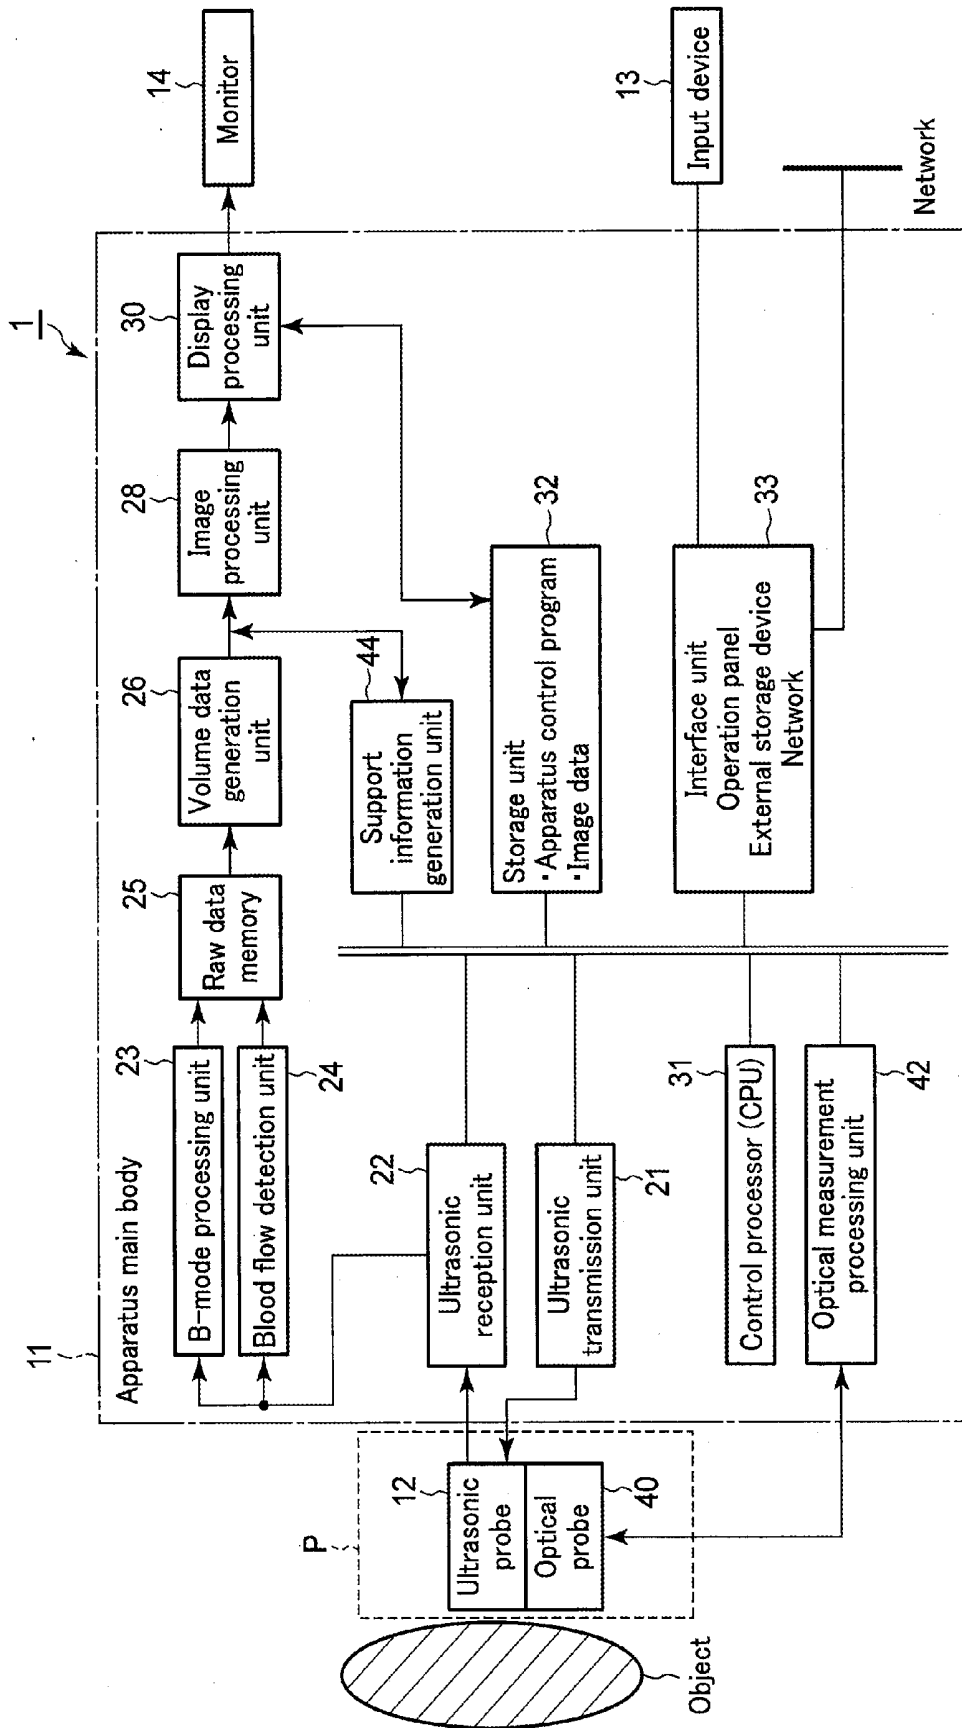 1
11
Apparatus main body
23
B-mode processing unit
Blood flow detection unit
24
25
Raw data
memory
26
Volume data
generation
unit
28
Image
processing
unit
30
Display
processing
unit
14
Monitor
44
Support
information
generation unit
32
Storage unit
・Apparatus control program
・Image data
22
Ultrasonic
reception unit
Ultrasonic
transmission unit
21
P
12
Ultrasonic
probe
Optical
probe
40
Object
31
Control processor (CPU)
Optical measurement
processing unit
42
33
Interface unit
Operation panel
External storage device
Network
13
Input device
Network